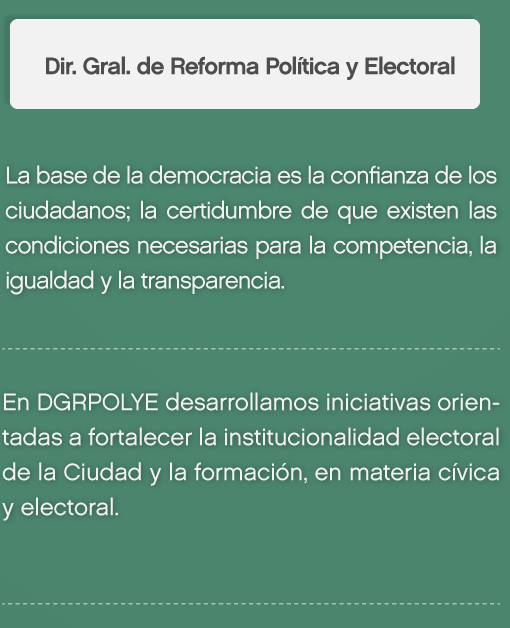 Dir. Gral. de Reforma Política y Electoral
La base de la democracia es la confianza de los
ciudadanos; la certidumbre de que existen las
condiciones necesarias para la competencia, la
igualdad y la transparencia.
En DGRPOLYE desarrollamos iniciativas orien-
tadas a fortalecer la institucionalidad electoral
de la Ciudad y la formación, en materia cívica
y electoral.